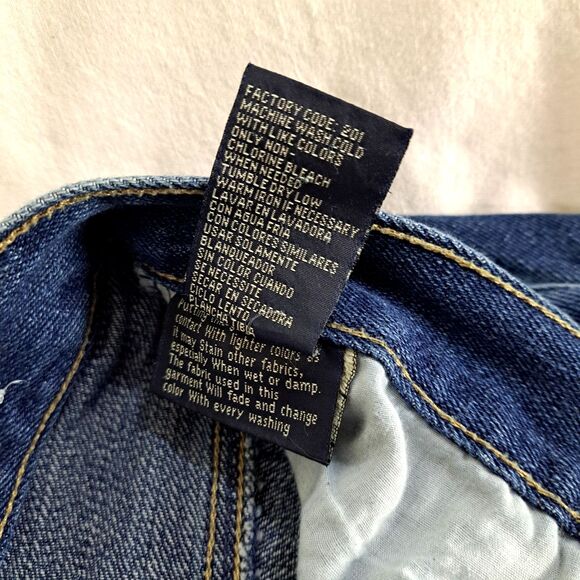 FACTORY CODE: 201
MACHINE WASH COLD
WITH LIKE COLORS
ONLY NON
CHLORINE BLEACH
WHEN NEEDED
TUMBLE DRY LOW
WARM IRON IF NECESSARY
LAVAR EN LAVADORA
CON AGUA FRIA
CON COLORES SIMILARES
USAR SOLAMENTE
BLANQUEADOR
SIN COLOR CUANDO
SE NECESSITE
SECAR EN SECADORA
CICLO LENTO
PLANCHA TIBIA
contact With lighter colors as
it may Stain other fabrics,
especially When wet or damp.
The fabric used in this
garment Will fade and change
color With every washing